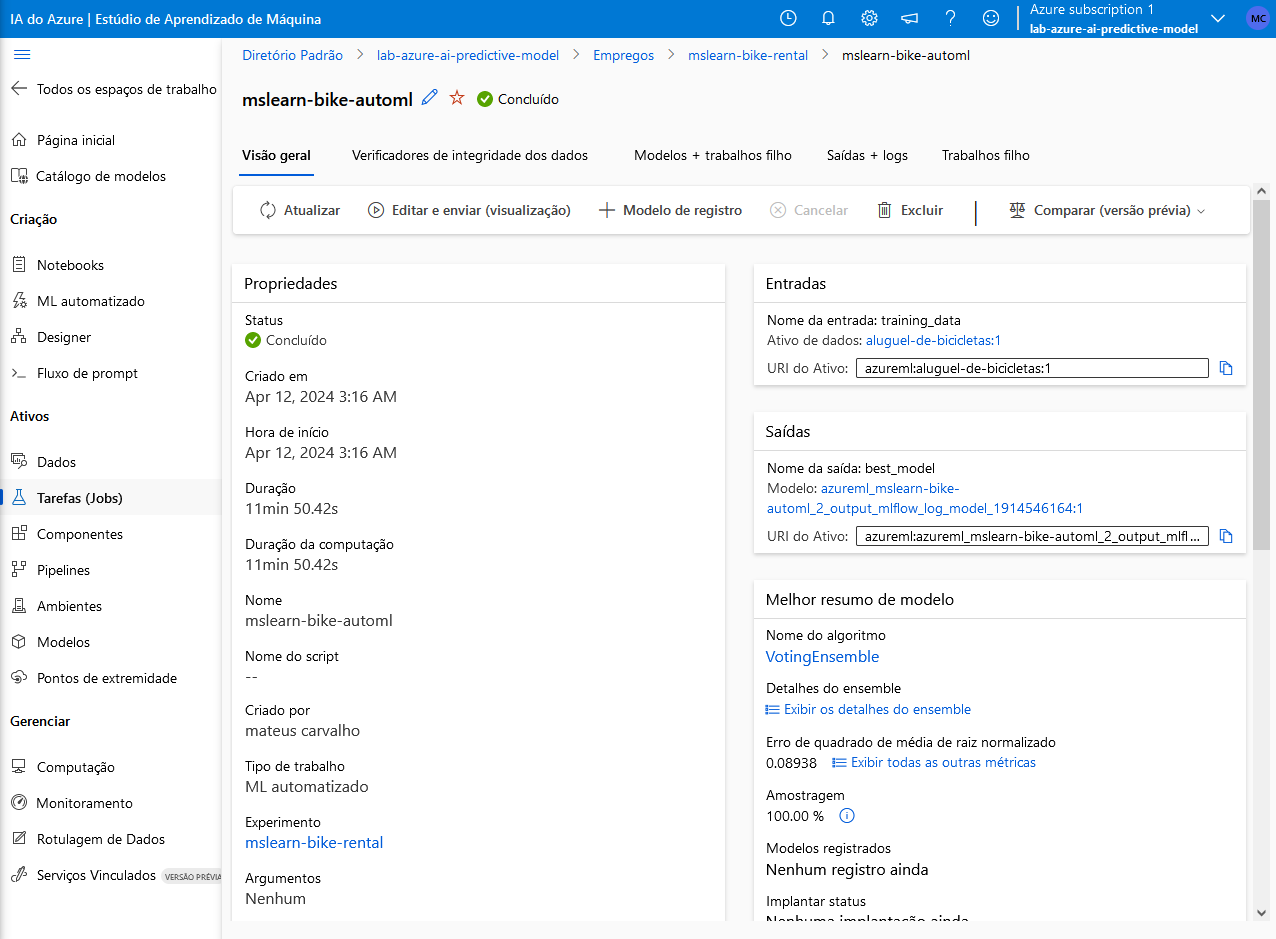 IA do Azure | Estúdio de Aprendizado de Máquina
Azure subscription 1
lab-azure-ai-predictive-model
MC
Todos os espaços de trabalho
Página inicial
Catálogo de modelos
Criação
Notebooks
ML automatizado
Designer
Fluxo de prompt
Ativos
Dados
Tarefas (Jobs)
Componentes
Pipelines
Ambientes
Modelos
Pontos de extremidade
Gerenciar
Computação
Monitoramento
Rotulagem de Dados
Serviços Vinculados VERSÃO PRÉVIA
Diretório Padrão > lab-azure-ai-predictive-model > Empregos > mslearn-bike-rental > mslearn-bike-automl
mslearn-bike-automl Concluído
Visão geral Verificadores de integridade dos dados Modelos + trabalhos filho Saídas + logs Trabalhos filho
Atualizar Editar e enviar (visualização) Modelo de registro Cancelar Excluir Comparar (versão prévia)
Propriedades
Status
Concluído
Criado em
Apr 12, 2024 3:16 AM
Hora de início
Apr 12, 2024 3:16 AM
Duração
11min 50.42s
Duração da computação
11min 50.42s
Nome
mslearn-bike-automl
Nome do script
--
Criado por
mateus carvalho
Tipo de trabalho
ML automatizado
Experimento
mslearn-bike-rental
Argumentos
Nenhum
Entradas
Nome da entrada: training_data
Ativo de dados: aluguel-de-bicicletas:1
URI do Ativo: azureml:aluguel-de-bicicletas:1
Saídas
Nome da saída: best_model
Modelo: azureml_mslearn-bike-
automl_2_output_mlflow_log_model_1914546164:1
URI do Ativo: azureml:azureml_mslearn-bike-automl_2_output_mlfl...
Melhor resumo de modelo
Nome do algoritmo
VotingEnsemble
Detalhes do ensemble
Exibir os detalhes do ensemble
Erro de quadrado de média de raiz normalizado
0.08938 Exibir todas as outras métricas
Amostragem
100.00 %
Modelos registrados
Nenhum registro ainda
Implantar status
Nenhuma implantação ainda